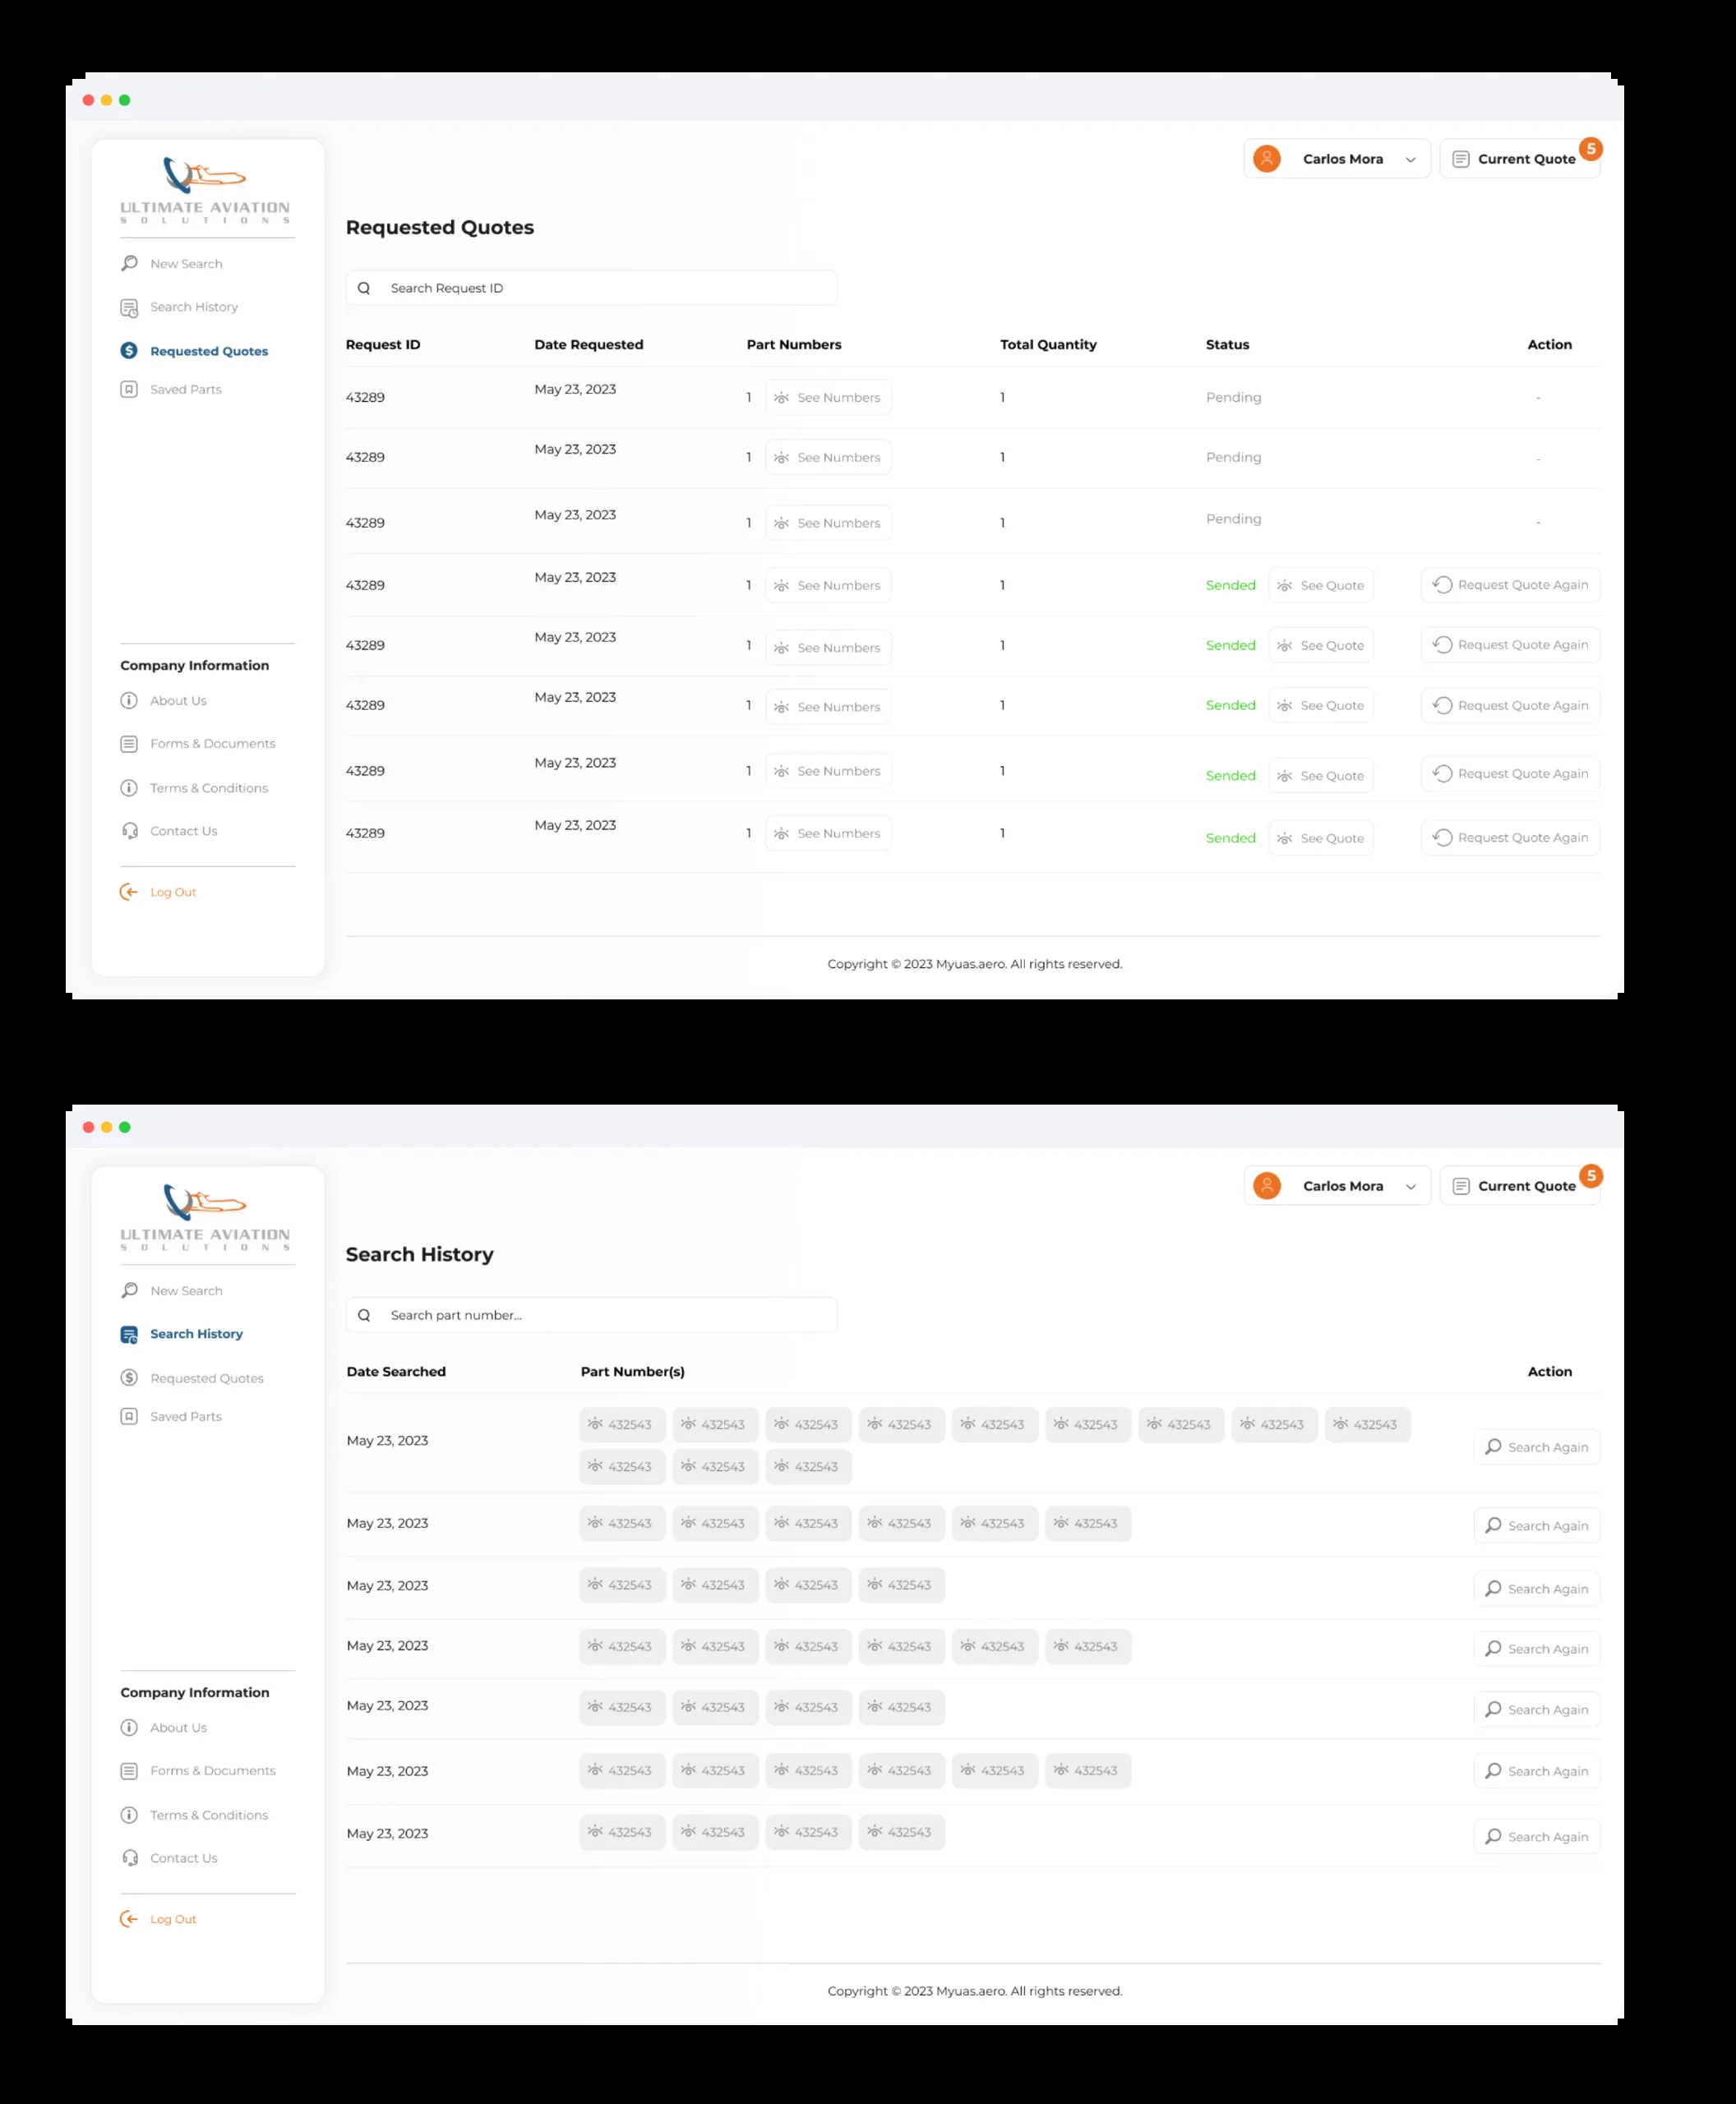 Carlos Mora
Current Quote
5
ULTIMATE AVIATION
SOLUTIONS
New Search
Search History
Requested Quotes
Saved Parts
Company Information
About Us
Forms & Documents
Terms & Conditions
Contact Us
Log Out
Requested Quotes
Search Request ID
Request ID Date Requested Part Numbers Total Quantity Status Action
43289 May 23, 2023 1 See Numbers 1 Pending -
43289 May 23, 2023 1 See Numbers 1 Pending -
43289 May 23, 2023 1 See Numbers 1 Pending -
43289 May 23, 2023 1 See Numbers 1 Sended See Quote Request Quote Again
43289 May 23, 2023 1 See Numbers 1 Sended See Quote Request Quote Again
43289 May 23, 2023 1 See Numbers 1 Sended See Quote Request Quote Again
43289 May 23, 2023 1 See Numbers 1 Sended See Quote Request Quote Again
43289 May 23, 2023 1 See Numbers 1 Sended See Quote Request Quote Again
Copyright © 2023 Myuas.aero. All rights reserved.
Carlos Mora
Current Quote
5
ULTIMATE AVIATION
SOLUTIONS
New Search
Search History
Requested Quotes
Saved Parts
Company Information
About Us
Forms & Documents
Terms & Conditions
Contact Us
Log Out
Search History
Search part number...
Date Searched Part Number(s) Action
May 23, 2023 432543 432543 432543 432543 432543 432543 432543 432543 432543 Search Again
432543 432543 432543
May 23, 2023 432543 432543 432543 432543 432543 432543 Search Again
May 23, 2023 432543 432543 432543 432543 Search Again
May 23, 2023 432543 432543 432543 432543 432543 432543 Search Again
May 23, 2023 432543 432543 432543 432543 Search Again
May 23, 2023 432543 432543 432543 432543 432543 432543 Search Again
May 23, 2023 432543 432543 432543 432543 Search Again
Copyright © 2023 Myuas.aero. All rights reserved.